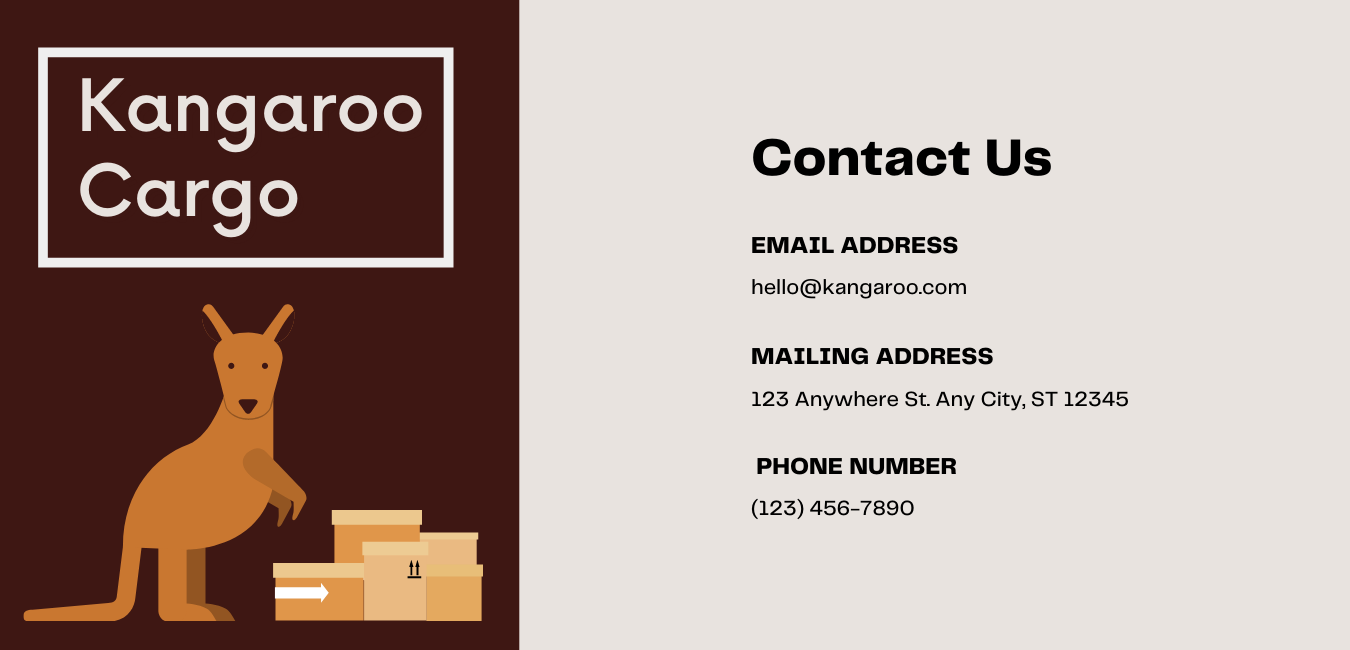 Kangaroo
Cargo
Contact Us
EMAIL ADDRESS
hello@kangaroo.com
MAILING ADDRESS
123 Anywhere St. Any City, ST 12345
PHONE NUMBER
(123) 456-7890